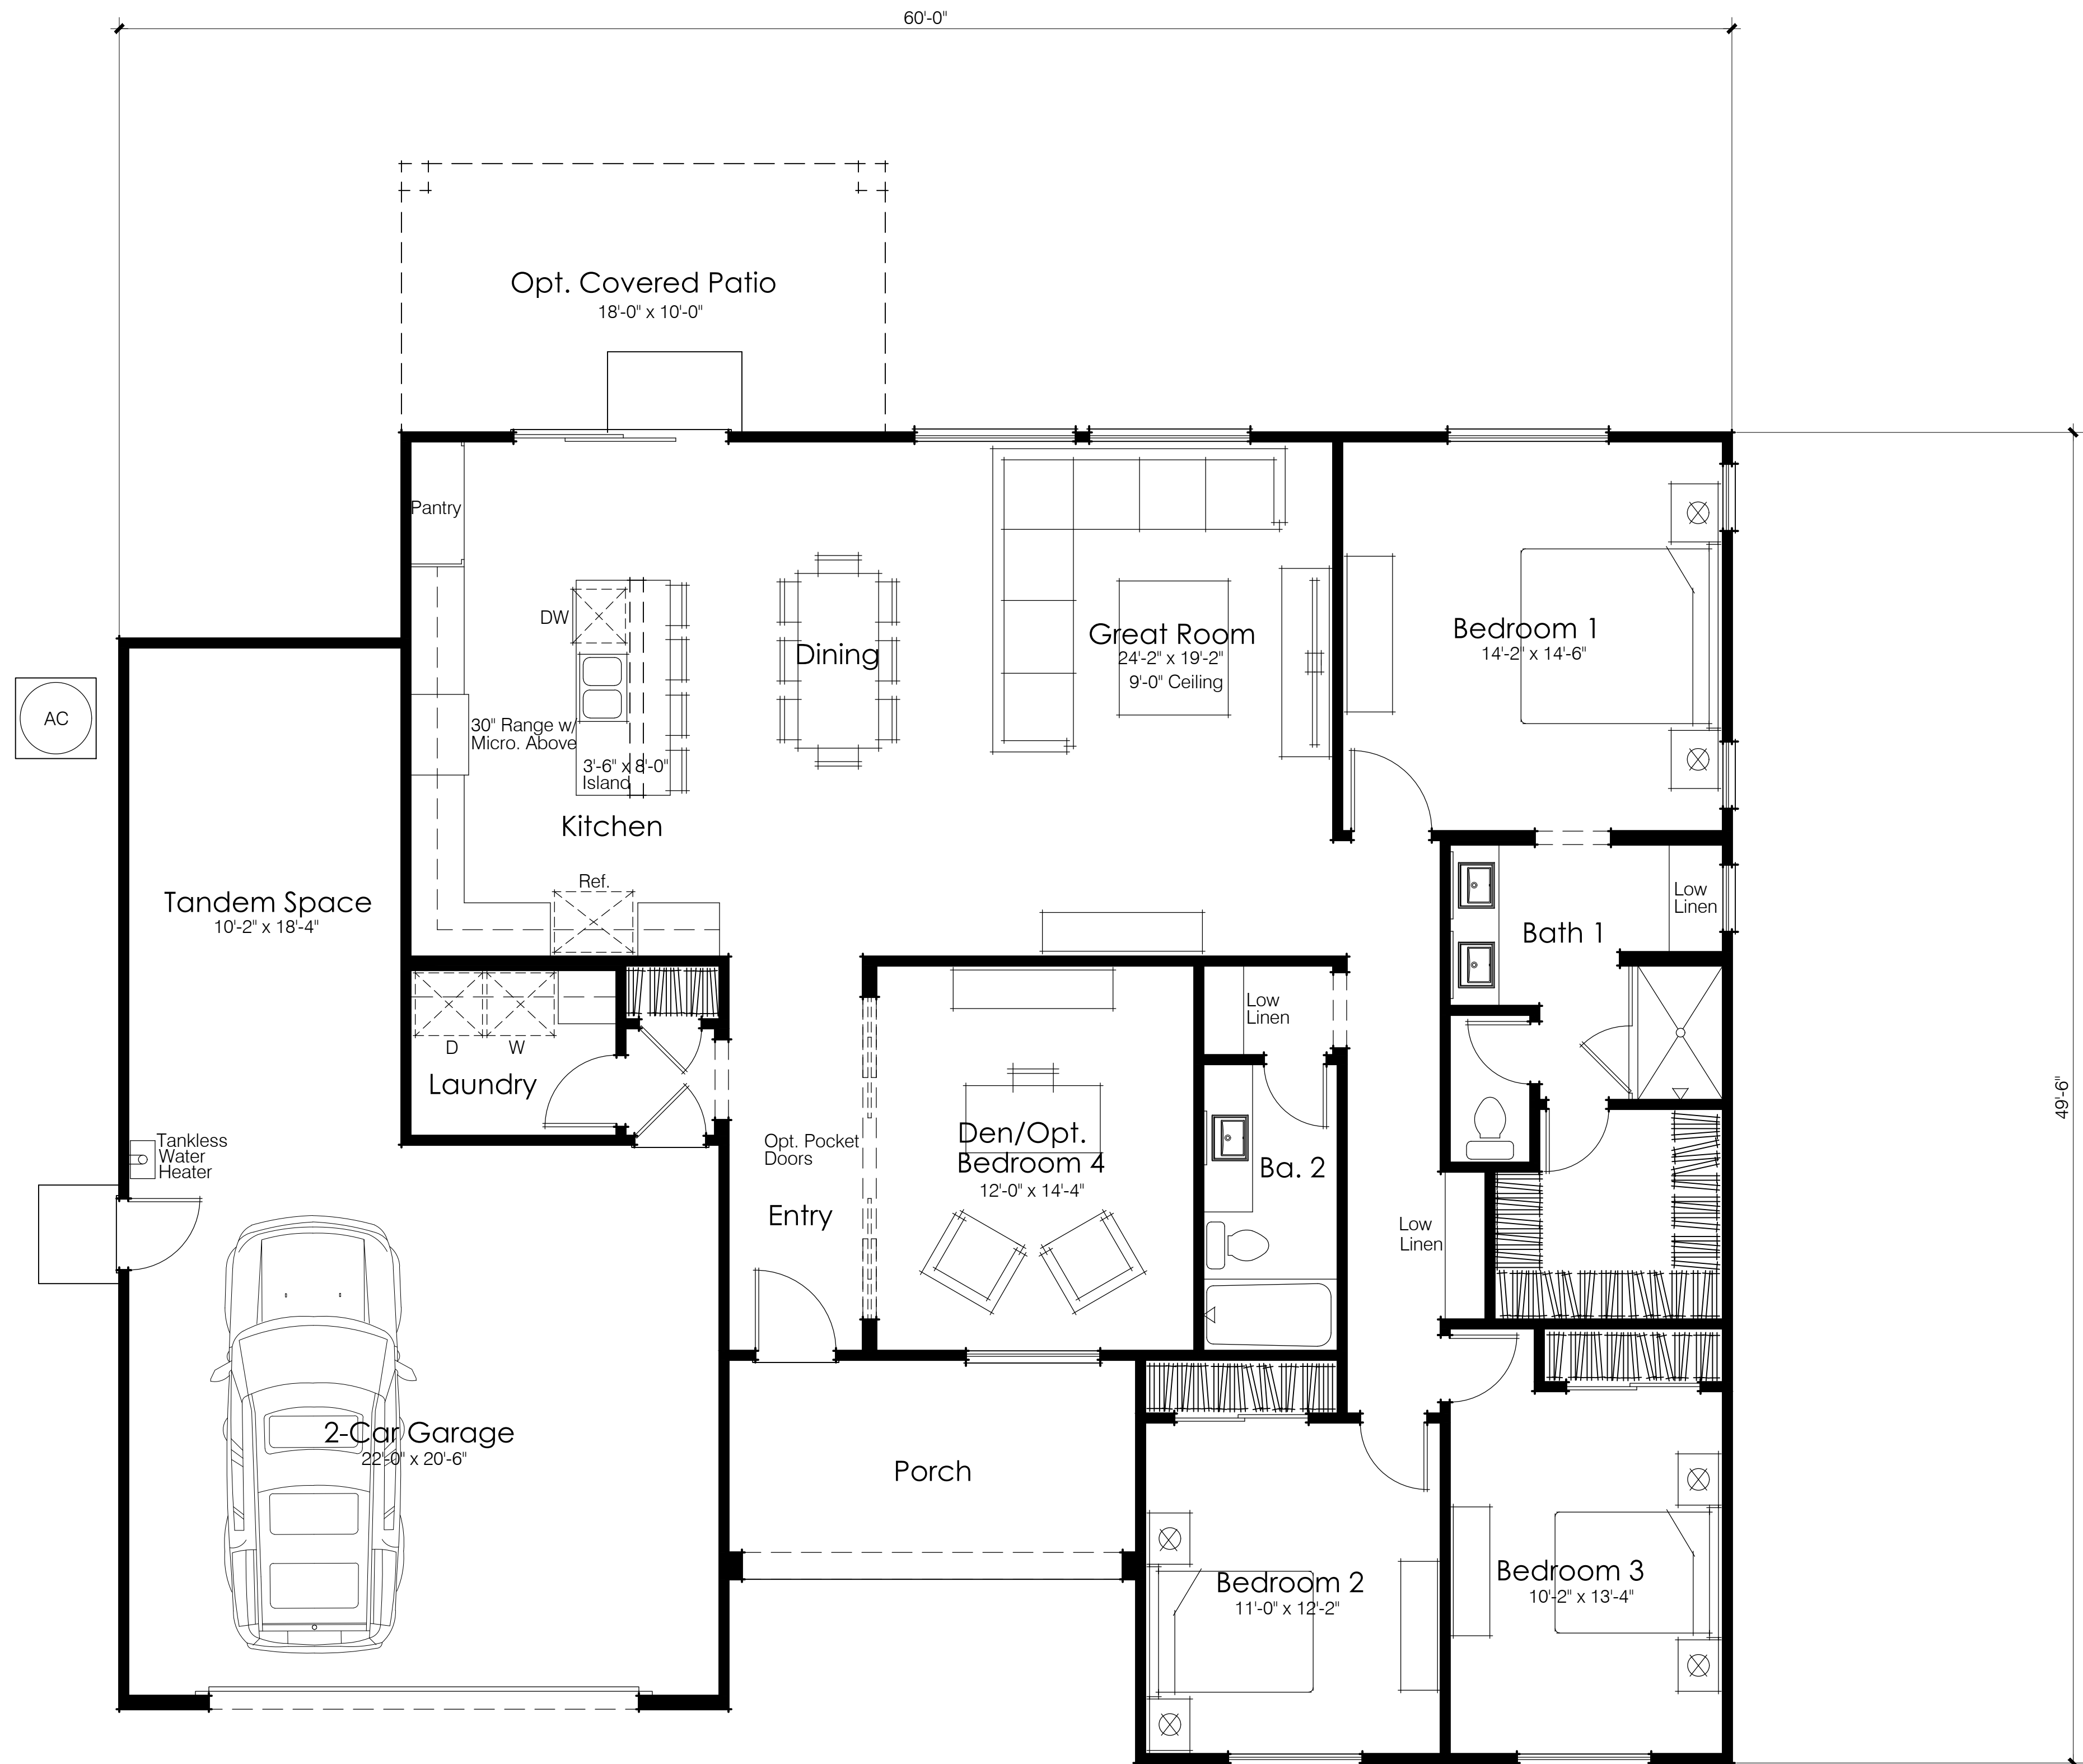 60'-0"
Opt. Covered Patio
18'-0" x 10'-0"
Pantry
DW
Dining
Great Room
24'-2" x 19'-2"
9'-0" Ceiling
Bedroom 1
14'-2" x 14'-6"
AC
30" Range w/
Micro. Above
3'-6" x 8'-0"
Island
Kitchen
Ref.
Tandem Space
10'-2" x 18'-4"
Low
Linen
Bath 1
Low
Linen
D
W
Laundry
49'-6"
Tankless
Water
Heater
Opt. Pocket
Doors
Den/Opt.
Bedroom 4
12'-0" x 14'-4"
Ba. 2
Entry
Low
Linen
2-Car Garage
22'-0" x 20'-6"
Porch
Bedroom 2
11'-0" x 12'-2"
Bedroom 3
10'-2" x 13'-4"